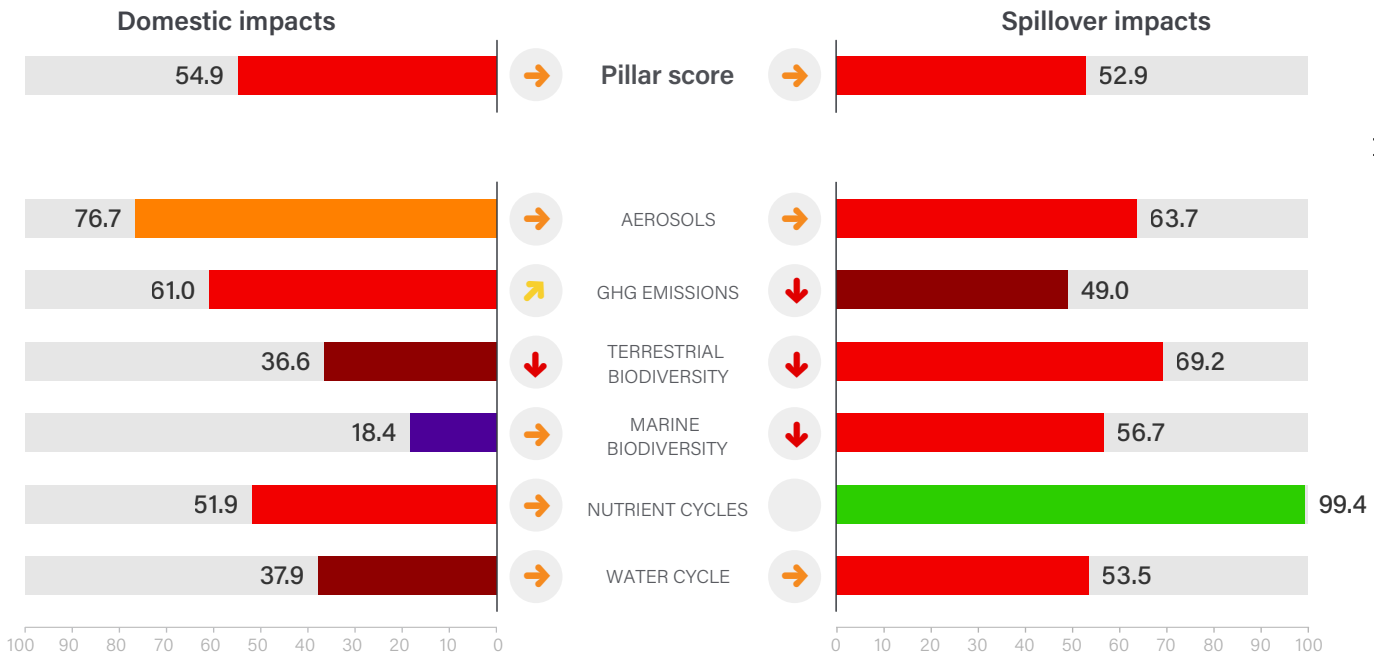 Domestic impacts
Spillover impacts
54.9
Pillar score
52.9
76.7
AEROSOLS
63.7
61.0
GHG EMISSIONS
49.0
36.6
TERRESTRIAL
BIODIVERSITY
69.2
18.4
MARINE
BIODIVERSITY
56.7
51.9
NUTRIENT CYCLES
99.4
37.9
WATER CYCLE
53.5
100 90 80 70 60 50 40 30 20 10 0
0 10 20 30 40 50 60 70 80 90 100